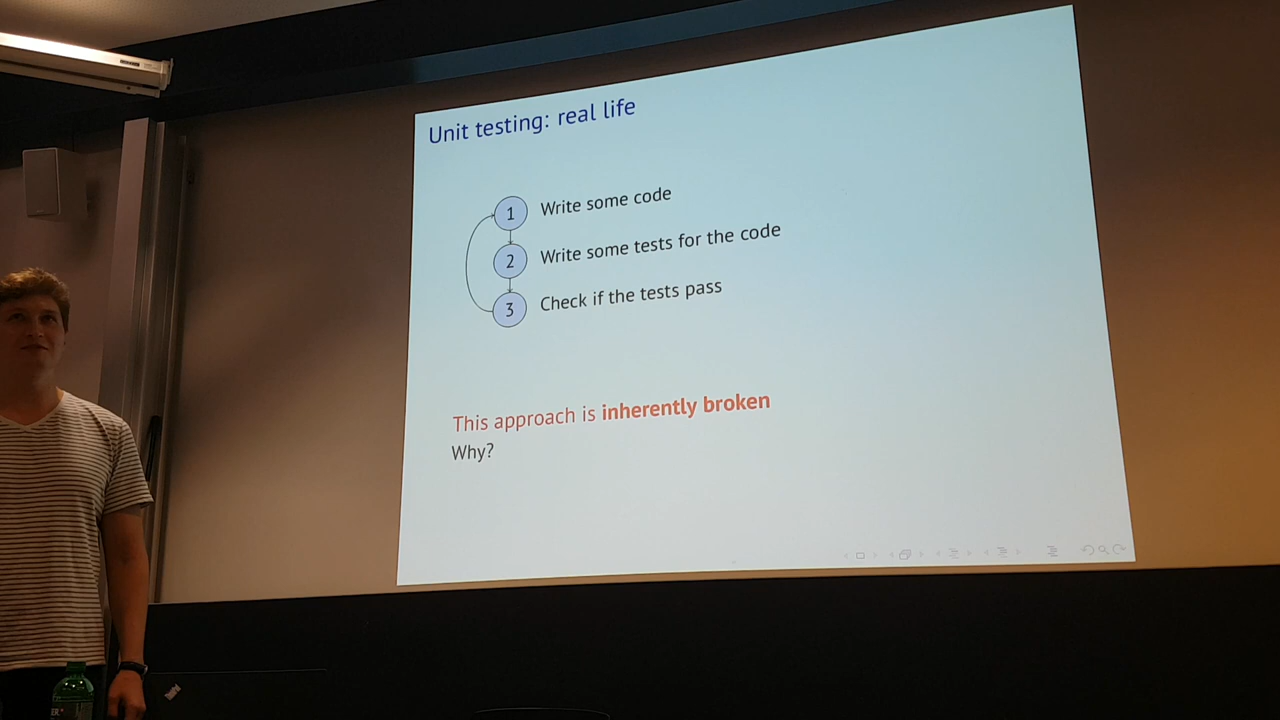 Unit testing: real life
1 Write some code
2 Write some tests for the code
3 Check if the tests pass
This approach is inherently broken
Why?